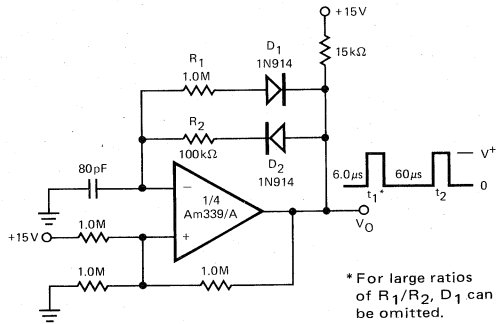 +15V
15kΩ
D1
1N914
R1
1.0M
R2
100kΩ
D2
1N914
80pF
–
1/4
Am339/A
+
+15V
1.0M
1.0M
1.0M
VO
6.0μs
60μs
V+
0
t1*
t2
*For large ratios
of R1/R2, D1 can
be omitted.